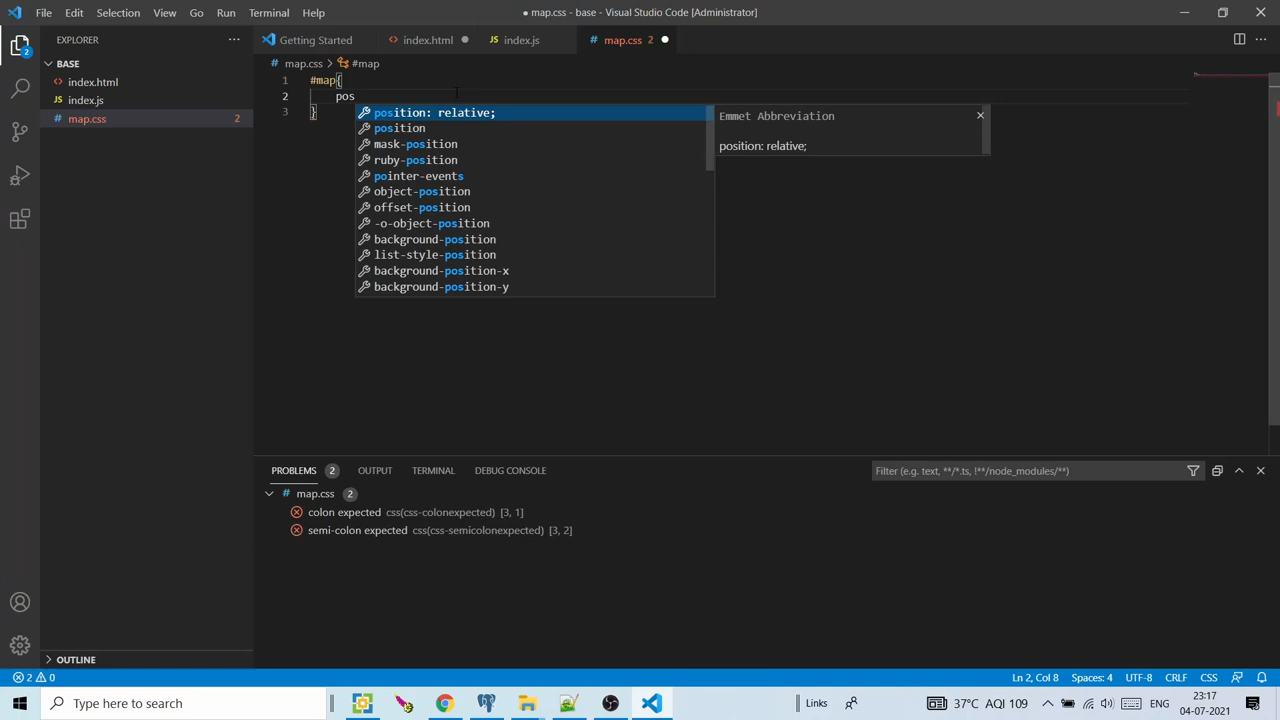 File Edit Selection View Go Run Terminal Help
● map.css - base - Visual Studio Code [Administrator]
EXPLORER ···
Getting Started
index.html
JS index.js
# map.css 2
BASE
index.html
JS index.js
# map.css 2
# map.css > #map
1 #map{
2 pos
3 }
position: relative;
position
mask-position
ruby-position
pointer-events
object-position
offset-position
-o-object-position
background-position
list-style-position
background-position-x
background-position-y
Emmet Abbreviation
position: relative;
PROBLEMS 2 OUTPUT TERMINAL DEBUG CONSOLE
Filter (e.g. text, **/*.ts, !**/node_modules/**)
# map.css 2
colon expected css(css-colonexpected) [3, 1]
semi-colon expected css(css-semicolonexpected) [3, 2]
2
OUTLINE
2 0 Ln 2, Col 8 Spaces: 4 UTF-8 CRLF CSS
Type here to search
Links
37°C AQI 109
ENG
23:17
04-07-2021